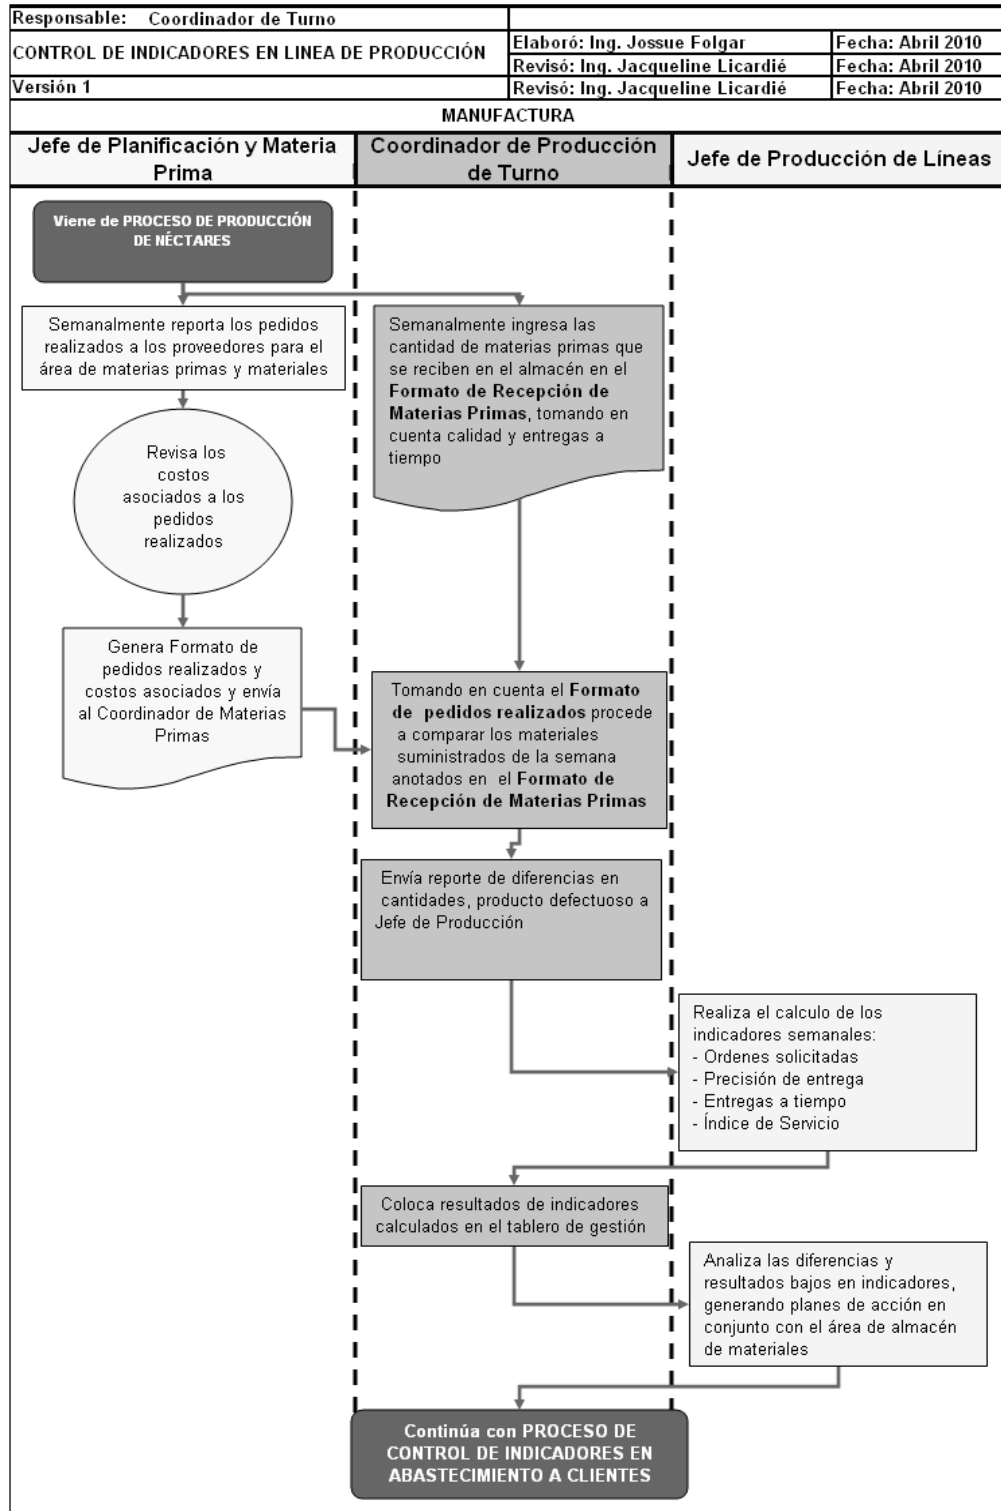 Responsable: Coordinador de Turno
CONTROL DE INDICADORES EN LINEA DE PRODUCCIÓN
Elaboró: Ing. Jossue Folgar
Fecha: Abril 2010
Revisó: Ing. Jacqueline Licardié
Fecha: Abril 2010
Versión 1
Revisó: Ing. Jacqueline Licardié
Fecha: Abril 2010
MANUFACTURA
Jefe de Planificación y Materia
Prima
Coordinador de Producción
de Turno
Jefe de Producción de Líneas
Viene de PROCESO DE PRODUCCIÓN
DE NÉCTARES
Semanalmente reporta los pedidos
realizados a los proveedores para el
área de materias primas y materiales
Semanalmente ingresa las
cantidad de materias primas que
se reciben en el almacén en el
Formato de Recepción de
Materias Primas, tomando en
cuenta calidad y entregas a
tiempo
Revisa los
costos
asociados a los
pedidos
realizados
Genera Formato de
pedidos realizados y
costos asociados y envía
al Coordinador de Materias
Primas
Tomando en cuenta el Formato
de pedidos realizados procede
a comparar los materiales
suministrados de la semana
anotados en el Formato de
Recepción de Materias Primas
Envía reporte de diferencias en
cantidades, producto defectuoso a
Jefe de Producción
Realiza el calculo de los
indicadores semanales:
- Ordenes solicitadas
- Precisión de entrega
- Entregas a tiempo
- Índice de Servicio
Coloca resultados de indicadores
calculados en el tablero de gestión
Analiza las diferencias y
resultados bajos en indicadores,
generando planes de acción en
conjunto con el área de almacén
de materiales
Continúa con PROCESO DE
CONTROL DE INDICADORES EN
ABASTECIMIENTO A CLIENTES